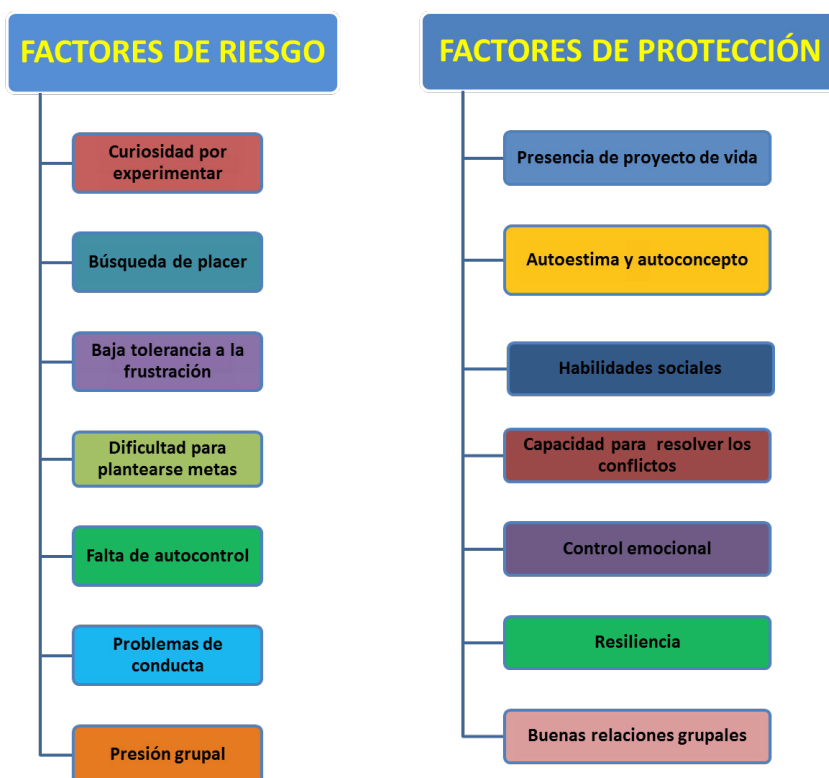 FACTORES DE RIESGO
Curiosidad por
experimentar
Búsqueda de placer
Baja tolerancia a la
frustración
Dificultad para
plantearse metas
Falta de autocontrol
Problemas de
conducta
Presión grupal
FACTORES DE PROTECCIÓN
Presencia de proyecto de vida
Autoestima y autoconcepto
Habilidades sociales
Capacidad para resolver los
conflictos
Control emocional
Resiliencia
Buenas relaciones grupales